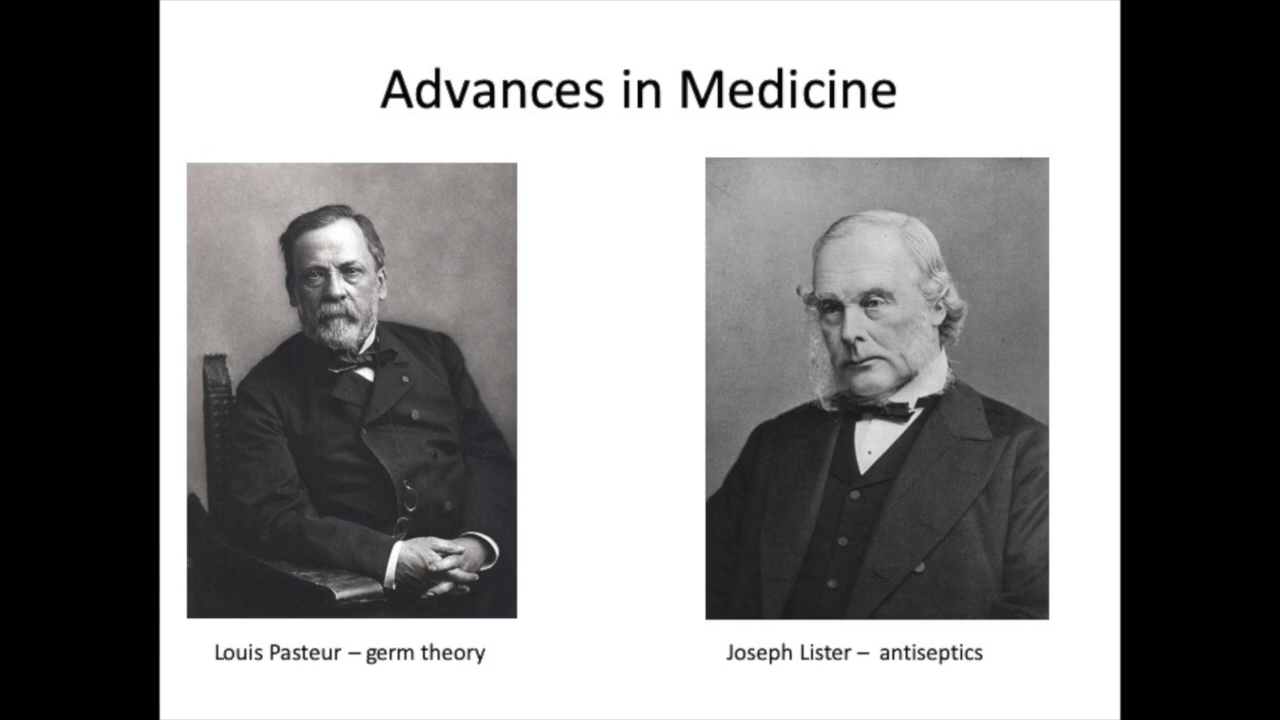 Advances in Medicine
Louis Pasteur – germ theory
Joseph Lister – antiseptics